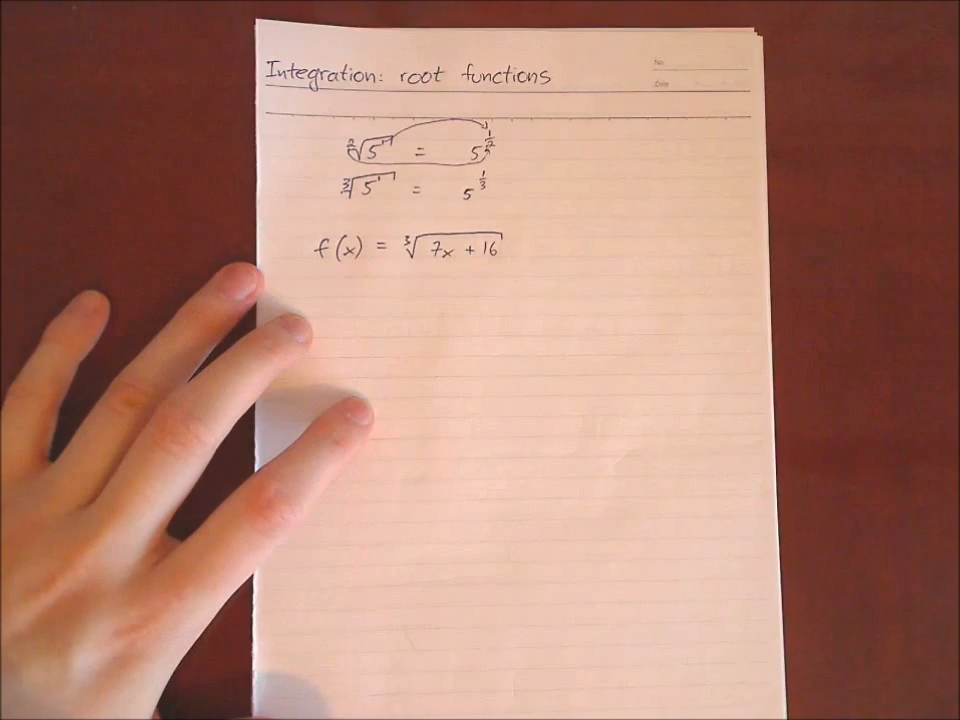 Integration: root functions
No.
Date
²√5¹ = 5^(1/2)
³√5¹ = 5^(1/3)
f(x) = ³√(7x + 16)